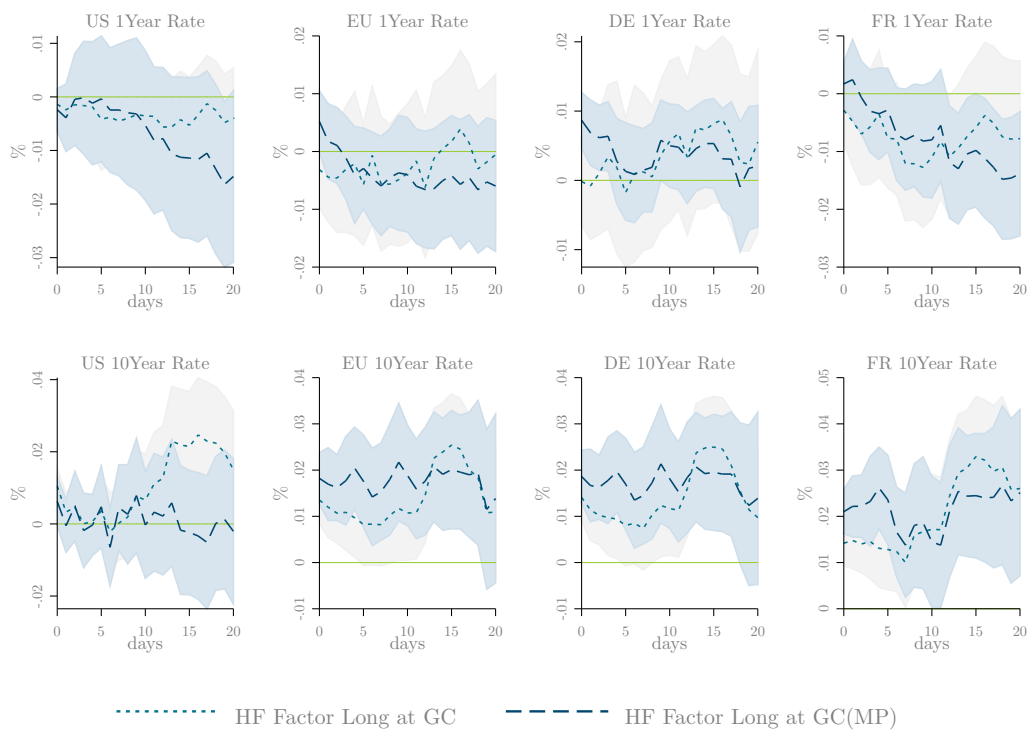 US 1Year Rate
EU 1Year Rate
DE 1Year Rate
FR 1Year Rate
%
.01
0
-.01
-.02
-.03
0 5 10 15 20
days
%
.02
.01
0
-.01
-.02
0 5 10 15 20
days
%
.02
.01
0
-.01
0 5 10 15 20
days
%
.01
0
-.01
-.02
-.03
0 5 10 15 20
days
US 10Year Rate
EU 10Year Rate
DE 10Year Rate
FR 10Year Rate
%
.04
.02
0
-.02
0 5 10 15 20
days
%
.04
.03
.02
.01
0
-.01
0 5 10 15 20
days
%
.04
.03
.02
.01
0
-.01
0 5 10 15 20
days
%
.05
.04
.03
.02
.01
0
0 5 10 15 20
days
HF Factor Long at GC
HF Factor Long at GC(MP)